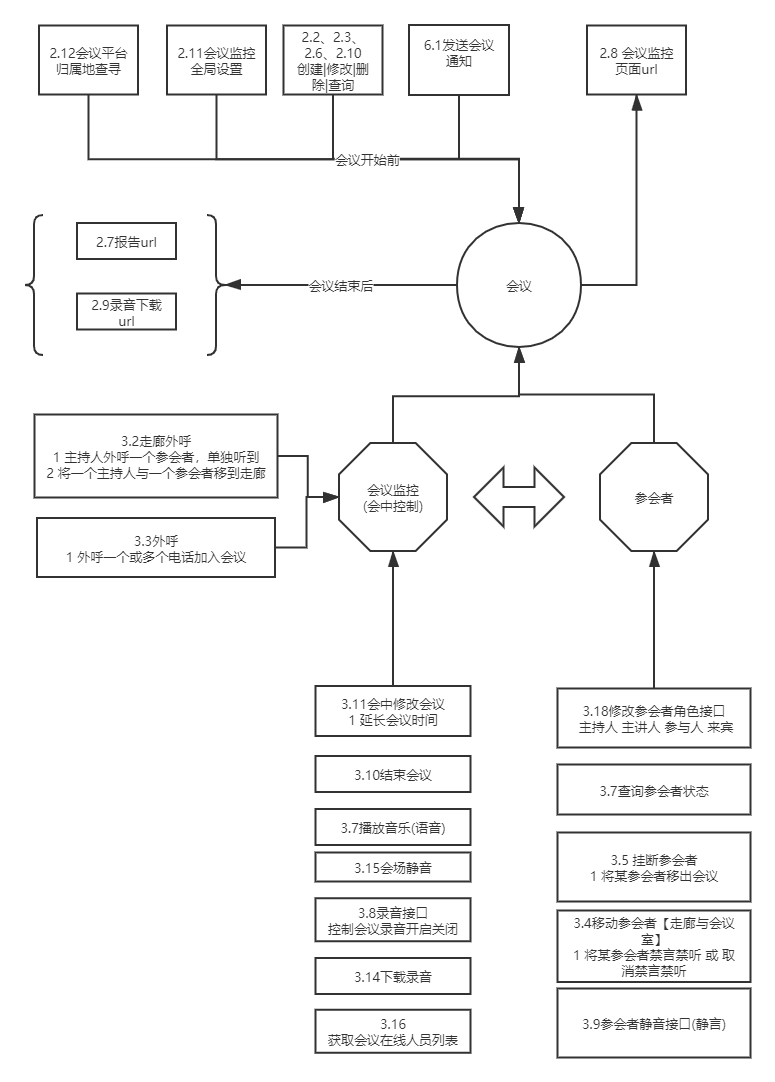 2.12会议平台
归属地查寻
2.11会议监控
全局设置
2.2、2.3、
2.6、2.10
创建|修改|删
除|查询
6.1发送会议
通知
2.8 会议监控
页面url
会议开始前
2.7报告url
会议结束后
会议
2.9录音下载
url
3.2走廊外呼
1 主持人外呼一个参会者，单独听到
2 将一个主持人与一个参会者移到走廊
会议监控
(会中控制)
参会者
3.3外呼
1 外呼一个或多个电话加入会议
3.11会中修改会议
1 延长会议时间
3.10结束会议
3.7播放音乐(语音)
3.15会场静音
3.8录音接口
控制会议录音开启关闭
3.14下载录音
3.16
获取会议在线人员列表
3.18修改参会者角色接口
主持人 主讲人 参与人 来宾
3.7查询参会者状态
3.5 挂断参会者
1 将某参会者移出会议
3.4移动参会者【走廊与会议
室】
1 将某参会者禁言禁听 或 取
消禁言禁听
3.9参会者静音接口(静言)